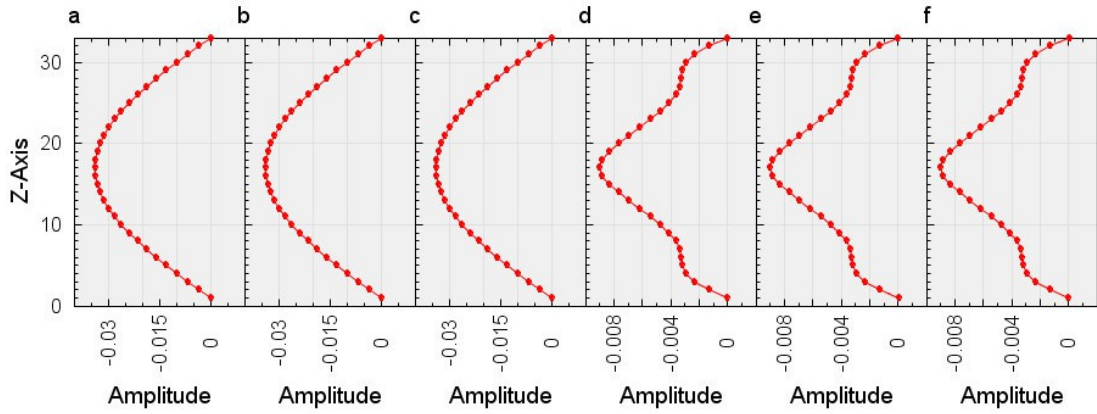 a b c d e f
Z-Axis
30
20
10
0
-0.03 -0.015 0 -0.03 -0.015 0 -0.03 -0.015 0 -0.008 -0.004 0 -0.008 -0.004 0 -0.008 -0.004 0
Amplitude Amplitude Amplitude Amplitude Amplitude Amplitude